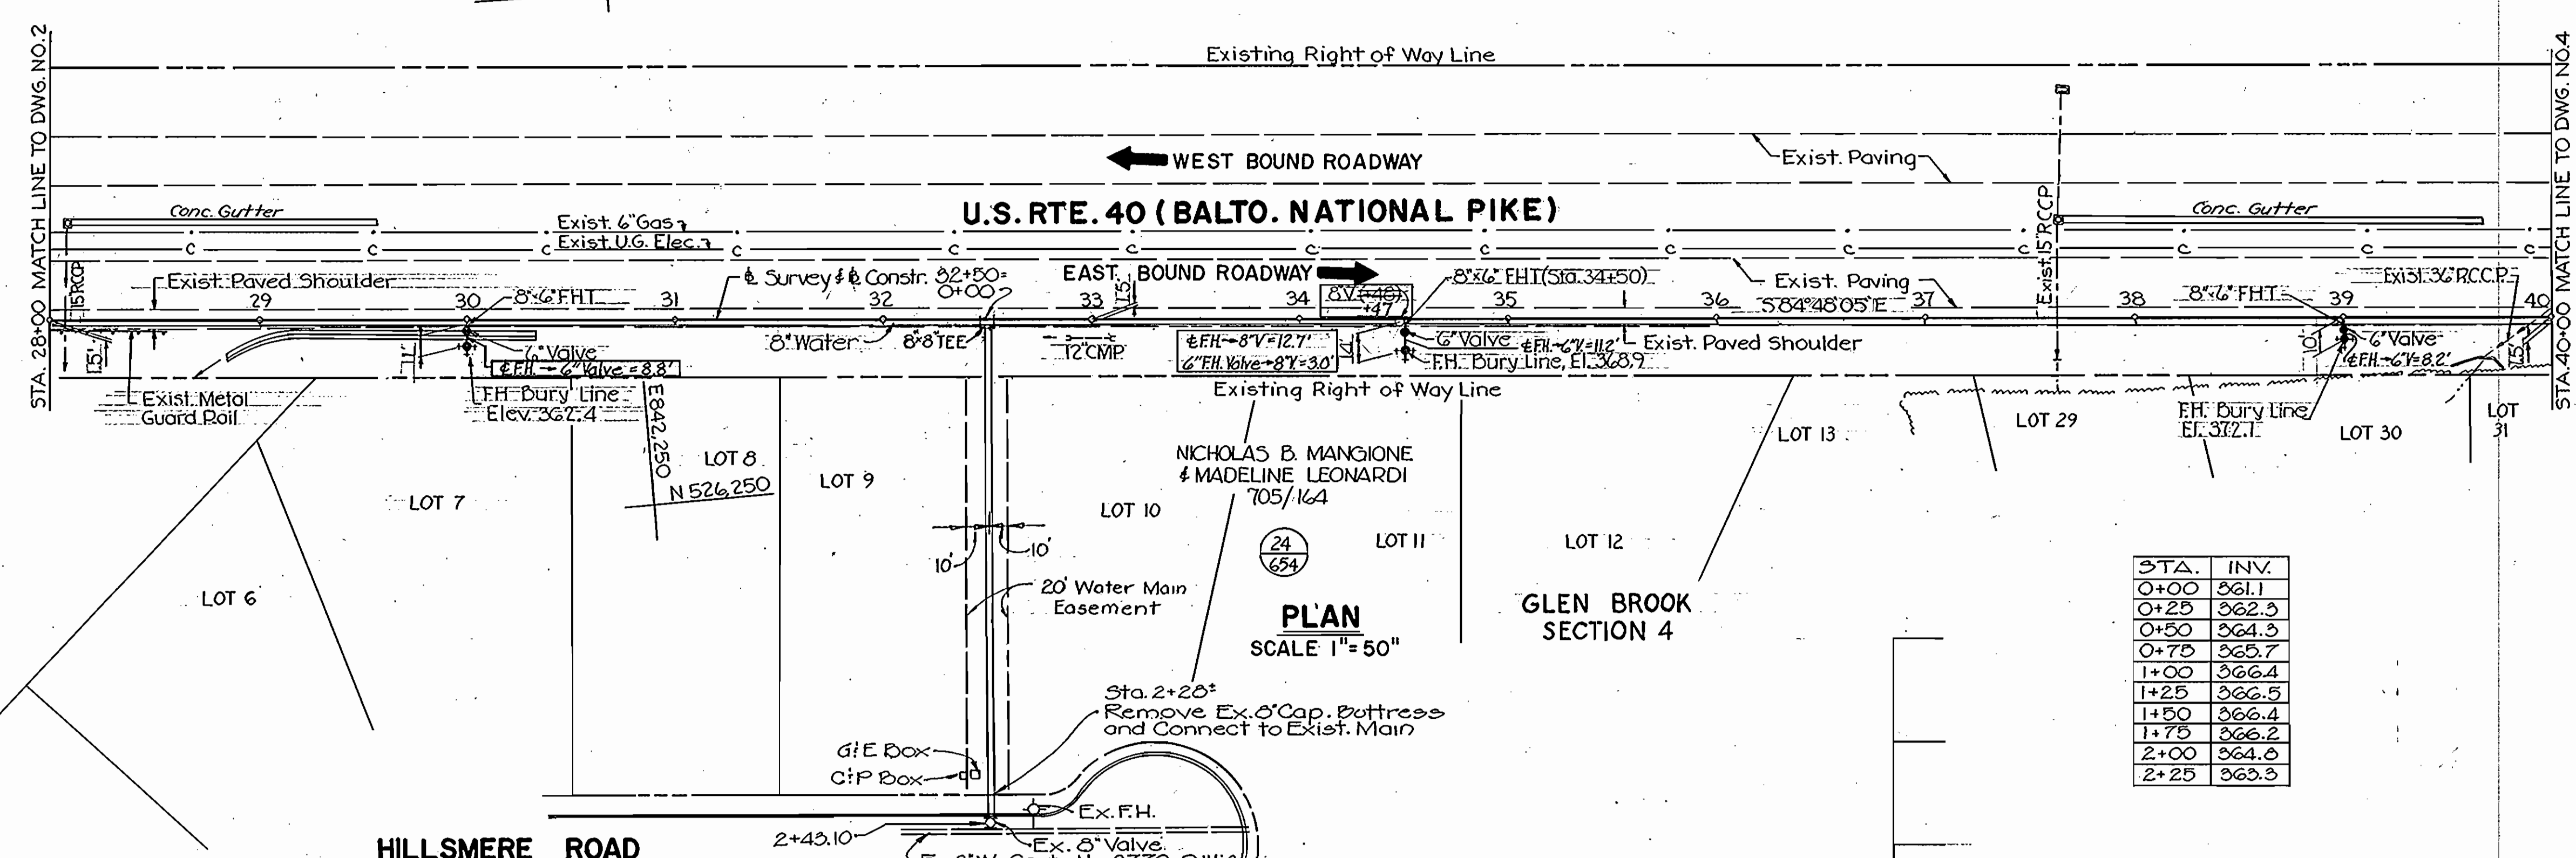 STA. 28+00 MATCH LINE TO DWG. NO.2
Existing Right of Way Line
STA. 40+00 MATCH LINE TO DWG. NO.4
WEST BOUND ROADWAY
Exist. Paving
U.S. RTE. 40 (BALTO. NATIONAL PIKE)
Conc. Gutter
Exist. 6" Gas
Exist. U.G. Elec.
C C C C C C C C C C C C C
Exist. 15" RCCP
Conc. Gutter
15" RCCP
Exist. Paved Shoulder
℄ Survey & ℄ Constr. 32+50=
0+00
EAST BOUND ROADWAY
8"x6" F.H.T. (Sta. 34+50)
Exist. Paving
S 84°48'05" E
Exist. 36" R.C.C.P.
29 30 31 32 33 34 35 36 37 38 39 40
8"x6" F.H.T.
8"V. (+48)
+47
8"x6" F.H.T.
15'
15'
8" Water
8"x8" TEE
12" CMP
6" Valve
℄ F.H. → 6" Valve = 8.8'
℄ F.H. → 8"V = 12.7'
6" F.H. Valve → 8"V. = 3.0'
6" Valve
℄ F.H. → 6"V = 11.2'
F.H. Bury Line, El. 368.9
Exist. Paved Shoulder
6" Valve
℄ F.H. → 6"V = 8.2'
15'
Exist. Metal
Guard Rail
F.H. Bury Line
Elev. 362.4
Existing Right of Way Line
F.H. Bury Line
El. 372.1
E 842,250
N 526,250
LOT 6
LOT 7
LOT 8
LOT 9
LOT 10
LOT 11
LOT 12
LOT 13
LOT 29
LOT 30
LOT
31
NICHOLAS B. MANGIONE
& MADELINE LEONARDI
705/164
24
654
10'
10'
20' Water Main
Easement
PLAN
SCALE 1"= 50"
GLEN BROOK
SECTION 4
STA. INV.
0+00 361.1
0+25 362.3
0+50 364.3
0+75 365.7
1+00 366.4
1+25 366.5
1+50 366.4
1+75 366.2
2+00 364.8
2+25 363.3
Sta. 2+28±
Remove Ex. 8" Cap. Buttress
and Connect to Exist. Main
G&E Box
C&P Box
Ex. F.H.
2+43.10
Ex. 8" Valve
HILLSMERE ROAD